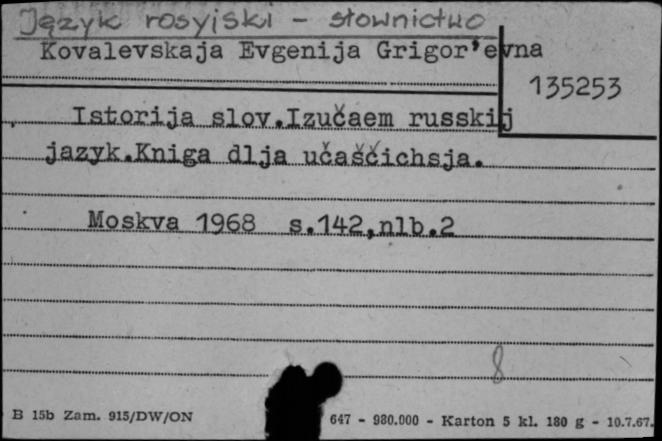 Język rosyjski - słownictwo
Kovalevskaja Evgenija Grigor'evna
135253
Istorija slov.Izučaem russkij
jazyk.Kniga dlja učaščichsja.
Moskva 1968 s.142,nlb.2
8
B 15b Zam. 915/DW/ON 647 - 980.000 - Karton 5 kl. 180 g - 10.7.67.